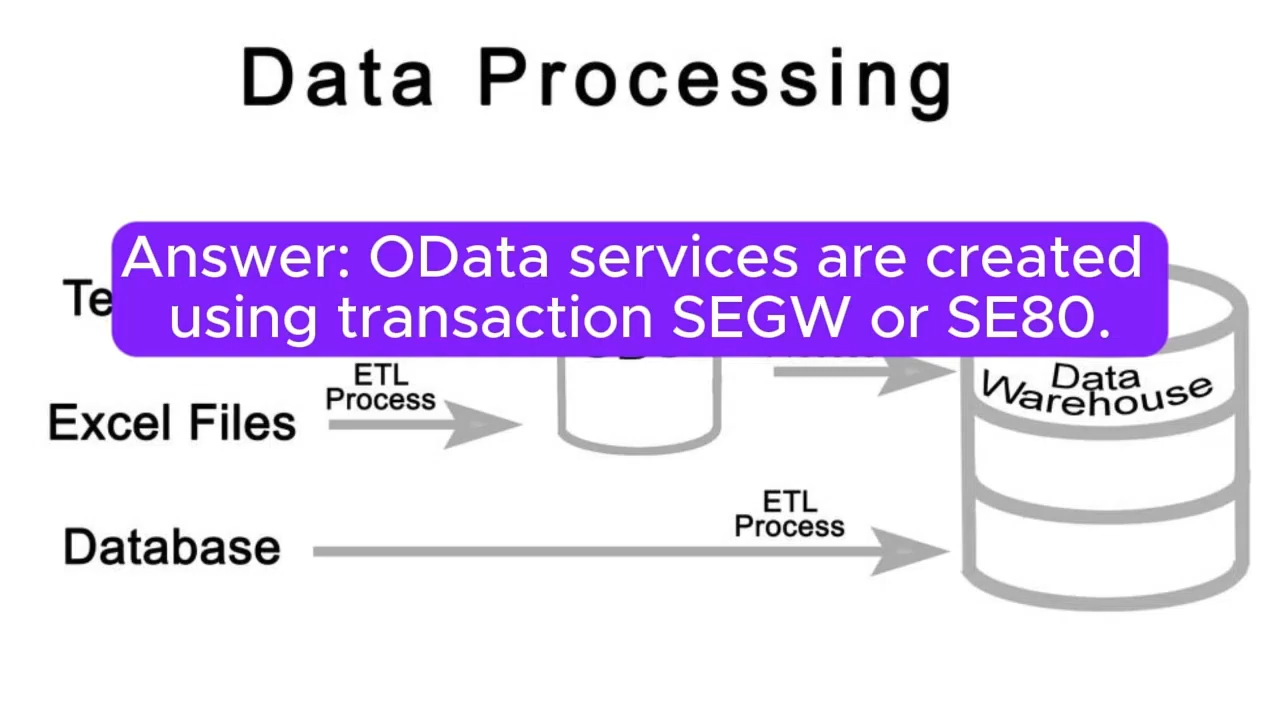 Data Processing
Answer: OData services are created
using transaction SEGW or SE80.
ETL
Process
Data
Warehouse
Excel Files
ETL
Process
Database